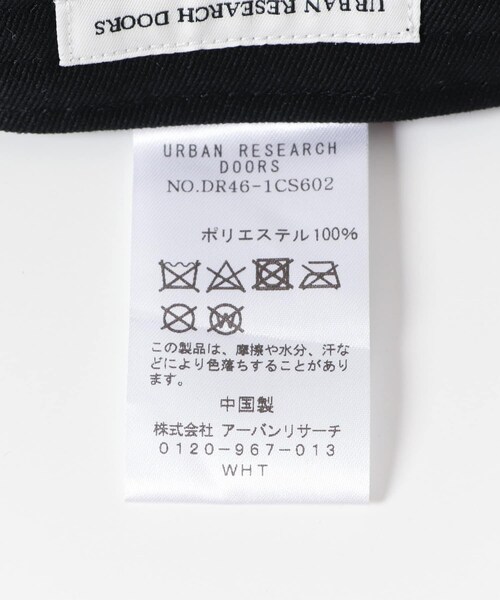 URBAN RESEARCH
DOORS
URBAN RESEARCH
DOORS
NO.DR46-1CS602
ポリエステル100%
この製品は、摩擦や水分、汗な
どにより色落ちすることがあり
ます。
中国製
株式会社 アーバンリサーチ
0120-967-013
WHT